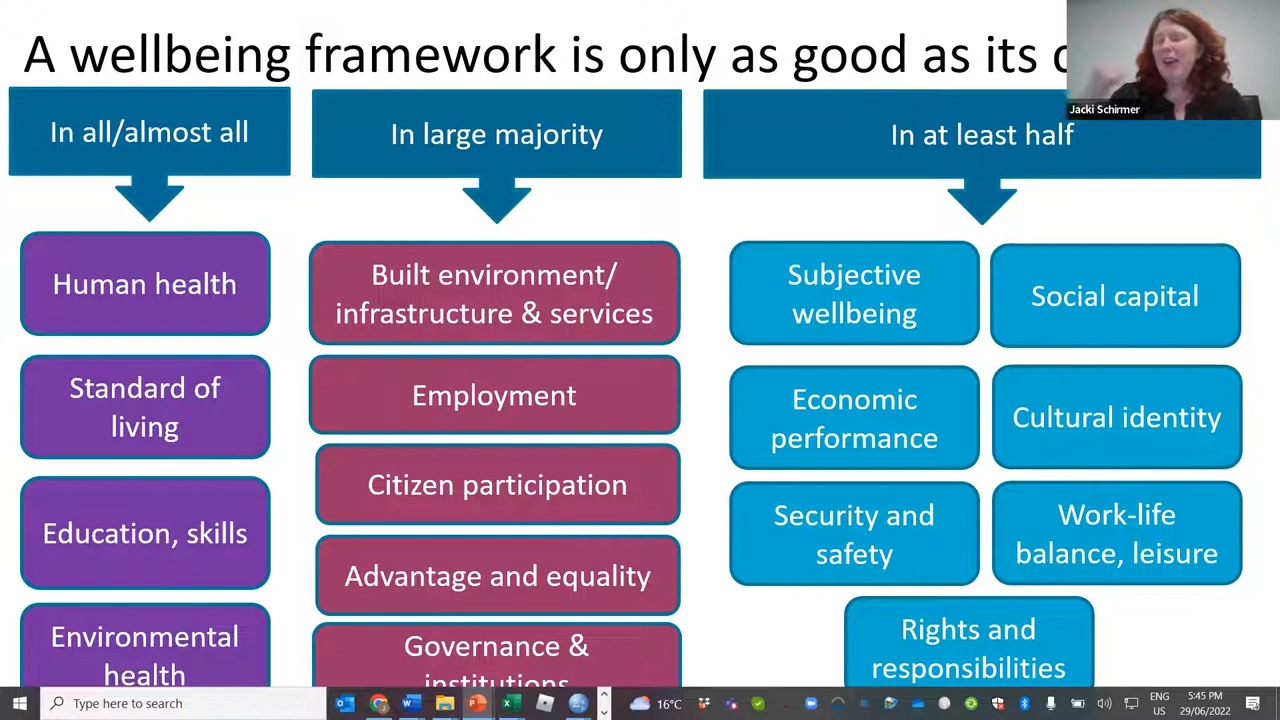 A wellbeing framework is only as good as its
Jacki Schirmer
In all/almost all
In large majority
In at least half
Human health
Standard of
living
Education, skills
Environmental
health
Built environment/
infrastructure & services
Employment
Citizen participation
Advantage and equality
Governance &
institutions
Subjective
wellbeing
Social capital
Economic
performance
Cultural identity
Security and
safety
Work-life
balance, leisure
Rights and
responsibilities
Type here to search
16°C
ENG
US
5:45 PM
29/06/2022